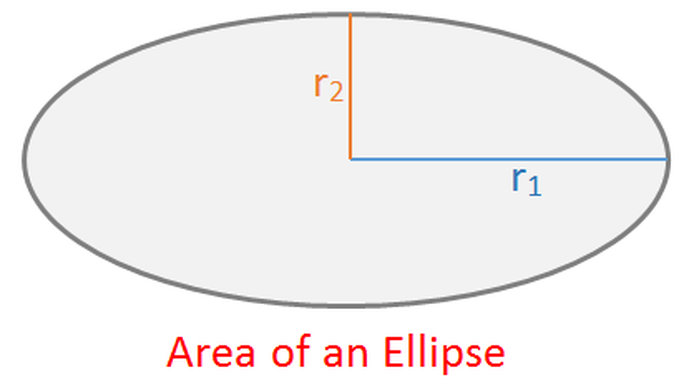 r₂
r₁
Area of an Ellipse